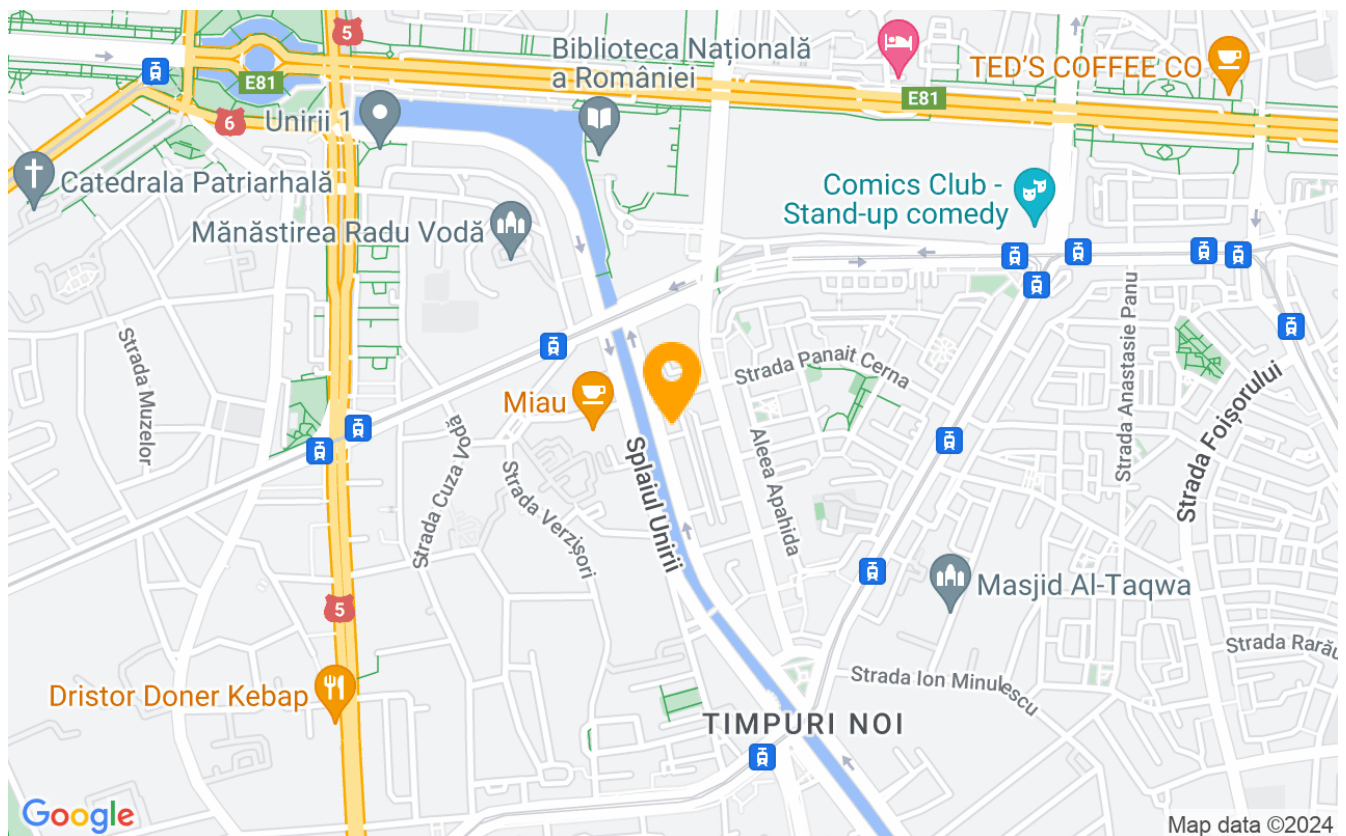 5
Biblioteca Națională
a României
TED'S COFFEE CO
E81
E81
6
Unirii 1
Catedrala Patriarhală
Comics Club -
Stand-up comedy
Mănăstirea Radu Vodă
Strada Muzelor
Strada Panait Cerna
Strada Anastasie Panu
Strada Foișorului
Miau
Strada Cuza Vodă
Splaiul Unirii
Aleea Apahida
Strada Verzișori
Masjid Al-Taqwa
5
Strada Rarău
Strada Ion Minulescu
Dristor Doner Kebap
TIMPURI NOI
Google
Map data ©2024